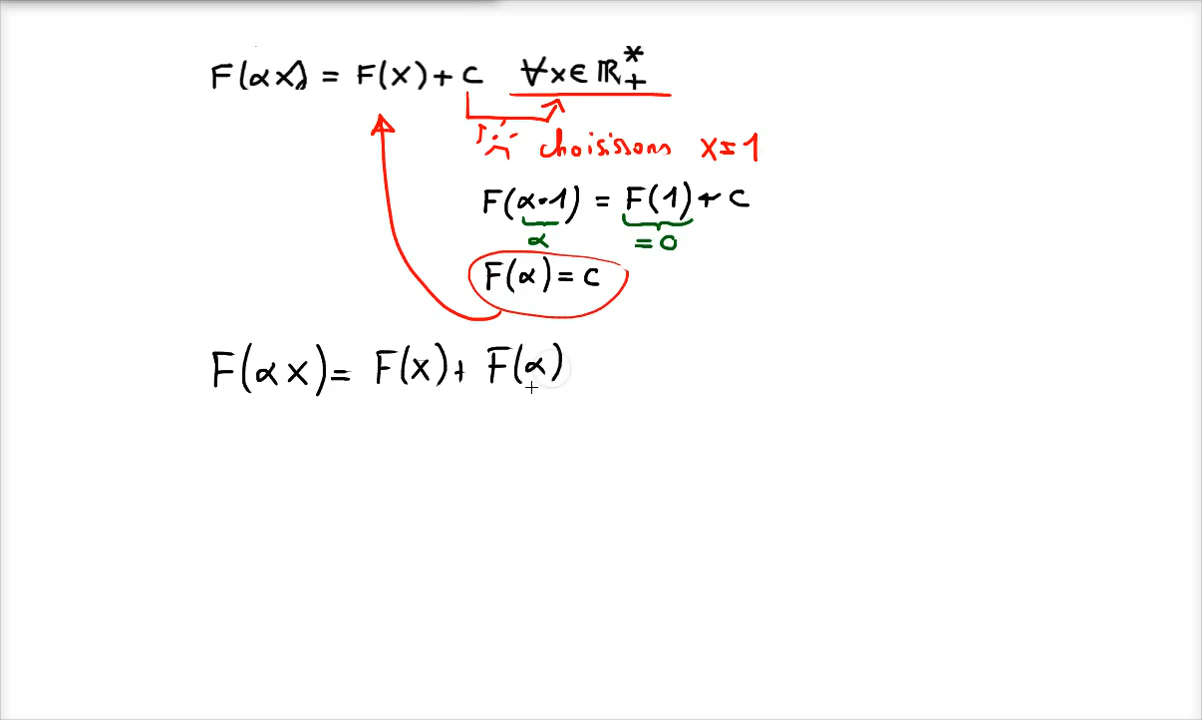 F(αx) = F(x) + C ∀x∈ℝ₊*
choisissons x=1
F(α·1) = F(1) + C
α =0
F(α) = C
F(αx) = F(x) + F(α)